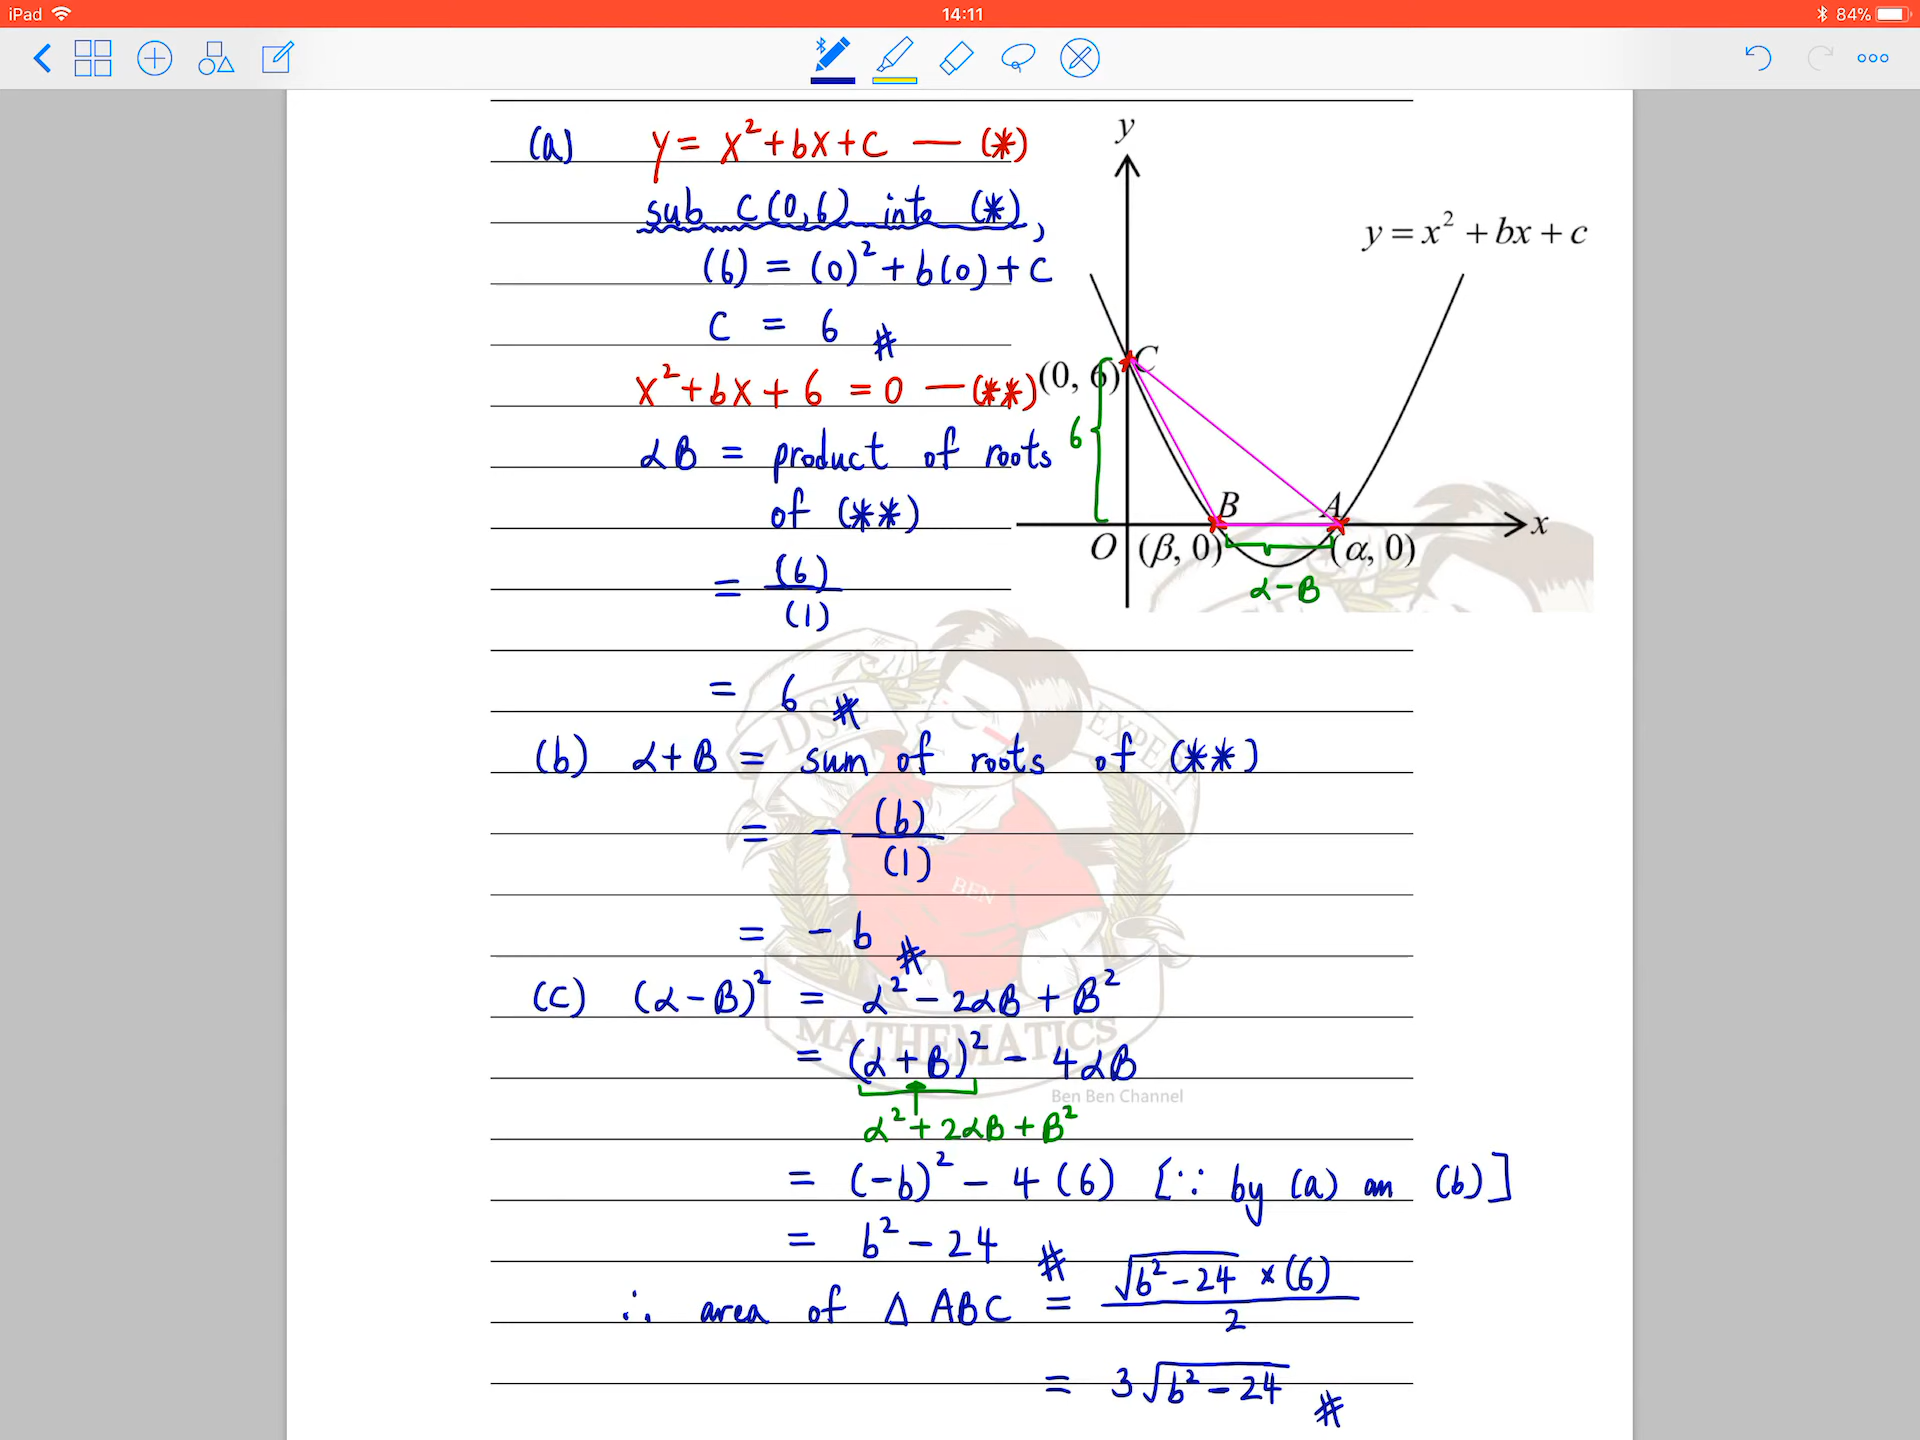 iPad 14:11 84%
(a) y = x² + bx + c — (*)
sub C(0,6) into (*),
(6) = (0)² + b(0) + c
c = 6 #
x² + bx + 6 = 0 — (**)
αβ = product of roots
of (**)
= (6)/(1)
= 6 #
y
y = x² + bx + c
C
(0, 6)
6
B A
x
O (β, 0) (α, 0)
α-β
(b) α+β = sum of roots of (**)
= - (b)/(1)
= - b #
(c) (α-β)² = α² - 2αβ + β²
= (α+β)² - 4αβ
α² + 2αβ + β²
= (-b)² - 4(6) [∵ by (a) an (b)]
= b² - 24 #
∴ area of △ABC = √(b²-24) × (6) / 2
= 3√(b²-24) #
DSE EXPERT
BEN
MATHEMATICS
Ben Ben Channel